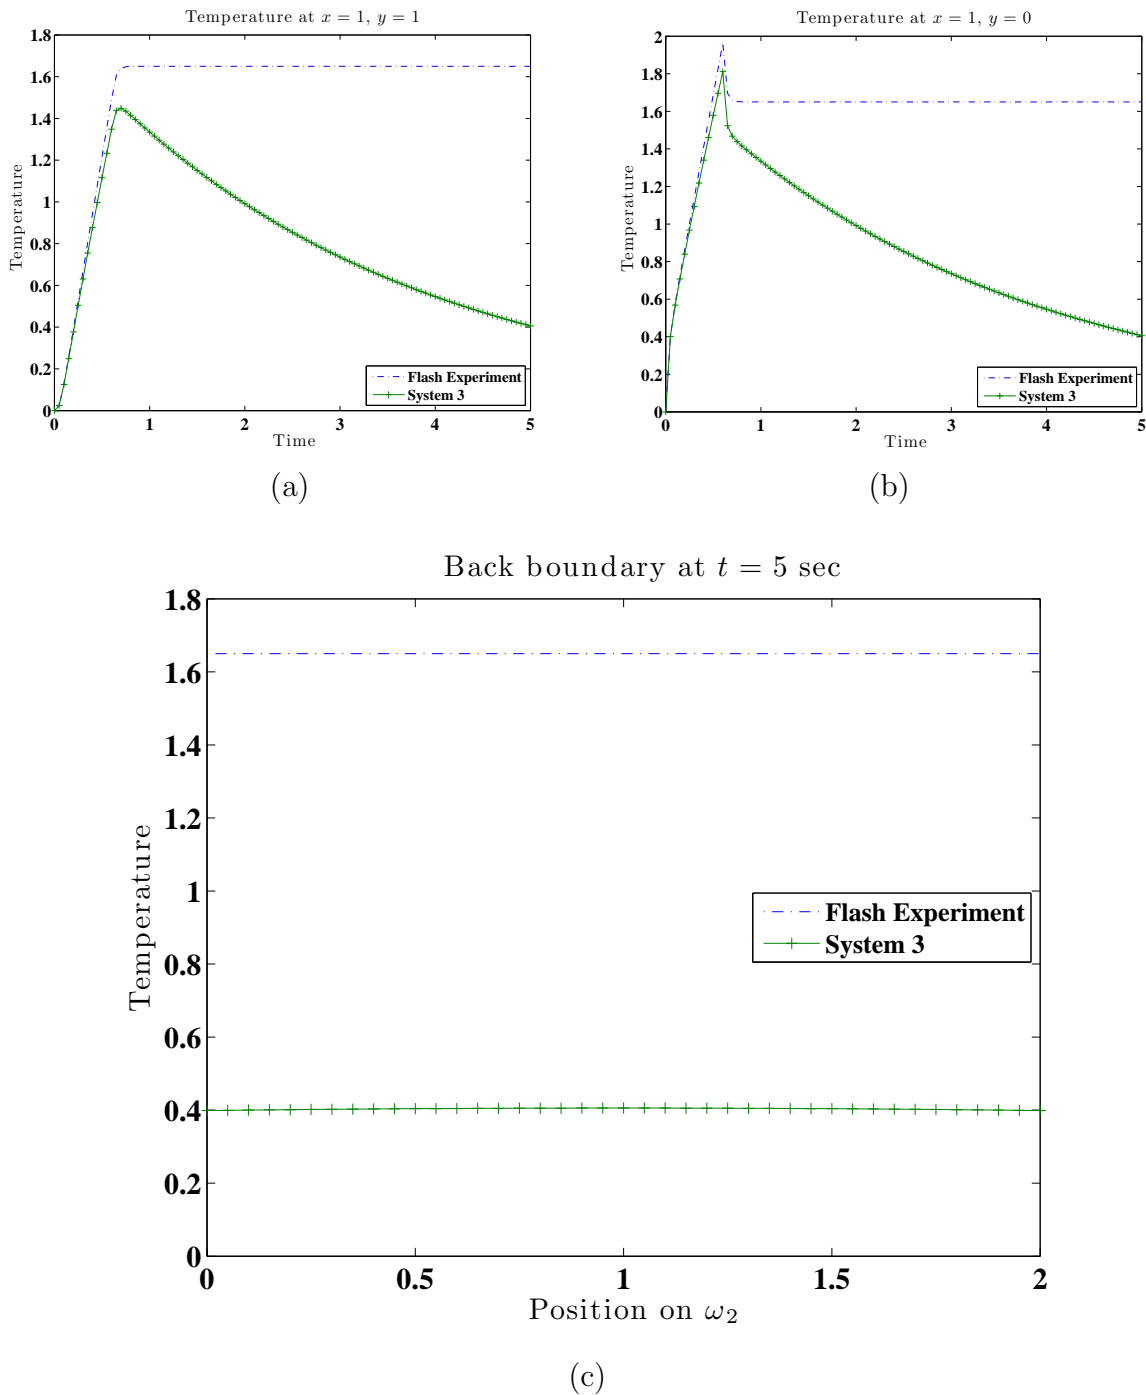 Temperature at x = 1, y = 1
Temperature
1.8
1.6
1.4
1.2
1
0.8
0.6
0.4
0.2
0
0 1 2 3 4 5
Time
Flash Experiment
System 3
(a)
Temperature at x = 1, y = 0
Temperature
2
1.8
1.6
1.4
1.2
1
0.8
0.6
0.4
0.2
0
0 1 2 3 4 5
Time
Flash Experiment
System 3
(b)
Back boundary at t = 5 sec
Temperature
1.8
1.6
1.4
1.2
1
0.8
0.6
0.4
0.2
0
Flash Experiment
System 3
0 0.5 1 1.5 2
Position on ω₂
(c)